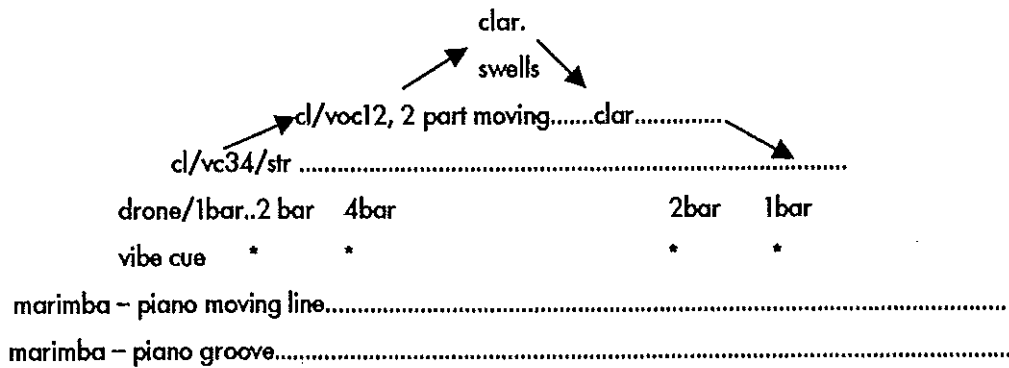 clar.
swells
cl/voc12, 2 part moving.......clar...............
cl/vc34/str ...............................................................................................
drone/1bar..2 bar 4bar 2bar 1bar
vibe cue * * * *
marimba – piano moving line.....................................................................................................................
marimba – piano groove..............................................................................................................................